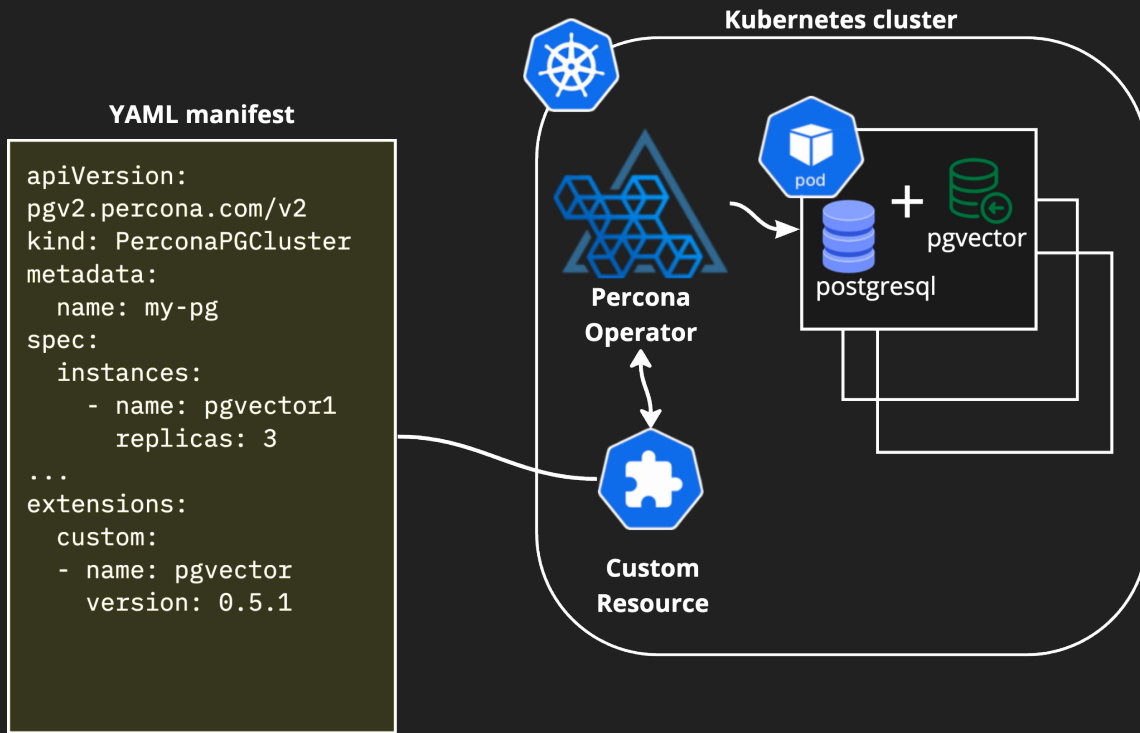 Kubernetes cluster
YAML manifest
apiVersion:
pgv2.percona.com/v2
kind: PerconaPGCluster
metadata:
  name: my-pg
spec:
  instances:
    - name: pgvector1
      replicas: 3
...
extensions:
  custom:
  - name: pgvector
    version: 0.5.1
pod
+
pgvector
postgresql
Percona
Operator
Custom
Resource